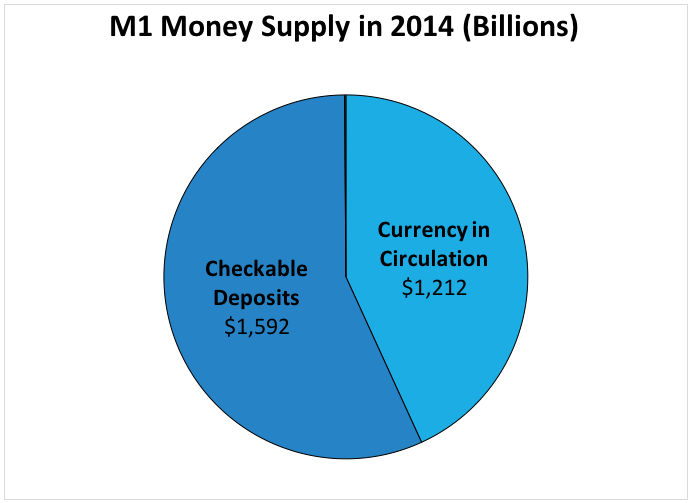 M1 Money Supply in 2014 (Billions)
Currency in
Circulation
$1,212
Checkable
Deposits
$1,592